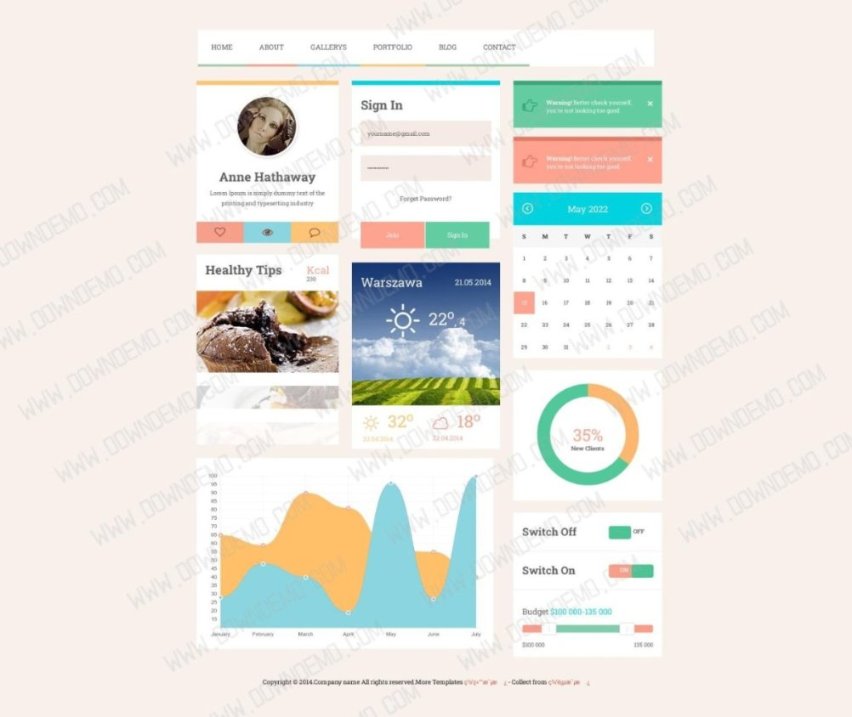 HOME ABOUT GALLERYS PORTFOLIO BLOG CONTACT
Anne Hathaway
Lorem Ipsum is simply dummy text of the
printing and typesetting industry
Healthy Tips Kcal
230
Sign In
yourname@gmail.com
Forget Password?
Join Sign In
Warszawa 21.05.2014
22°.4
32° 18°
22.04.2014 22.04.2014
Warning! Better check yourself,
you're not looking too good.
Warning! Better check yourself,
you're not looking too good.
May 2022
S M T W T F S
1 2 3 4 5 6 7
8 9 10 11 12 13 14
15 16 17 18 19 20 21
22 23 24 25 26 27 28
29 30 31 1 2 3 4
35%
New Clients
100
95
90
85
80
75
70
65
60
55
50
45
40
35
30
25
20
15
10
January February March April May June July
Switch Off OFF
Switch On ON
Budget $100 000-135 000
$100 000 135 000
Copyright © 2014.Company name All rights reserved.More Templates - Collect from
WWW.DOWNDEMO.COM